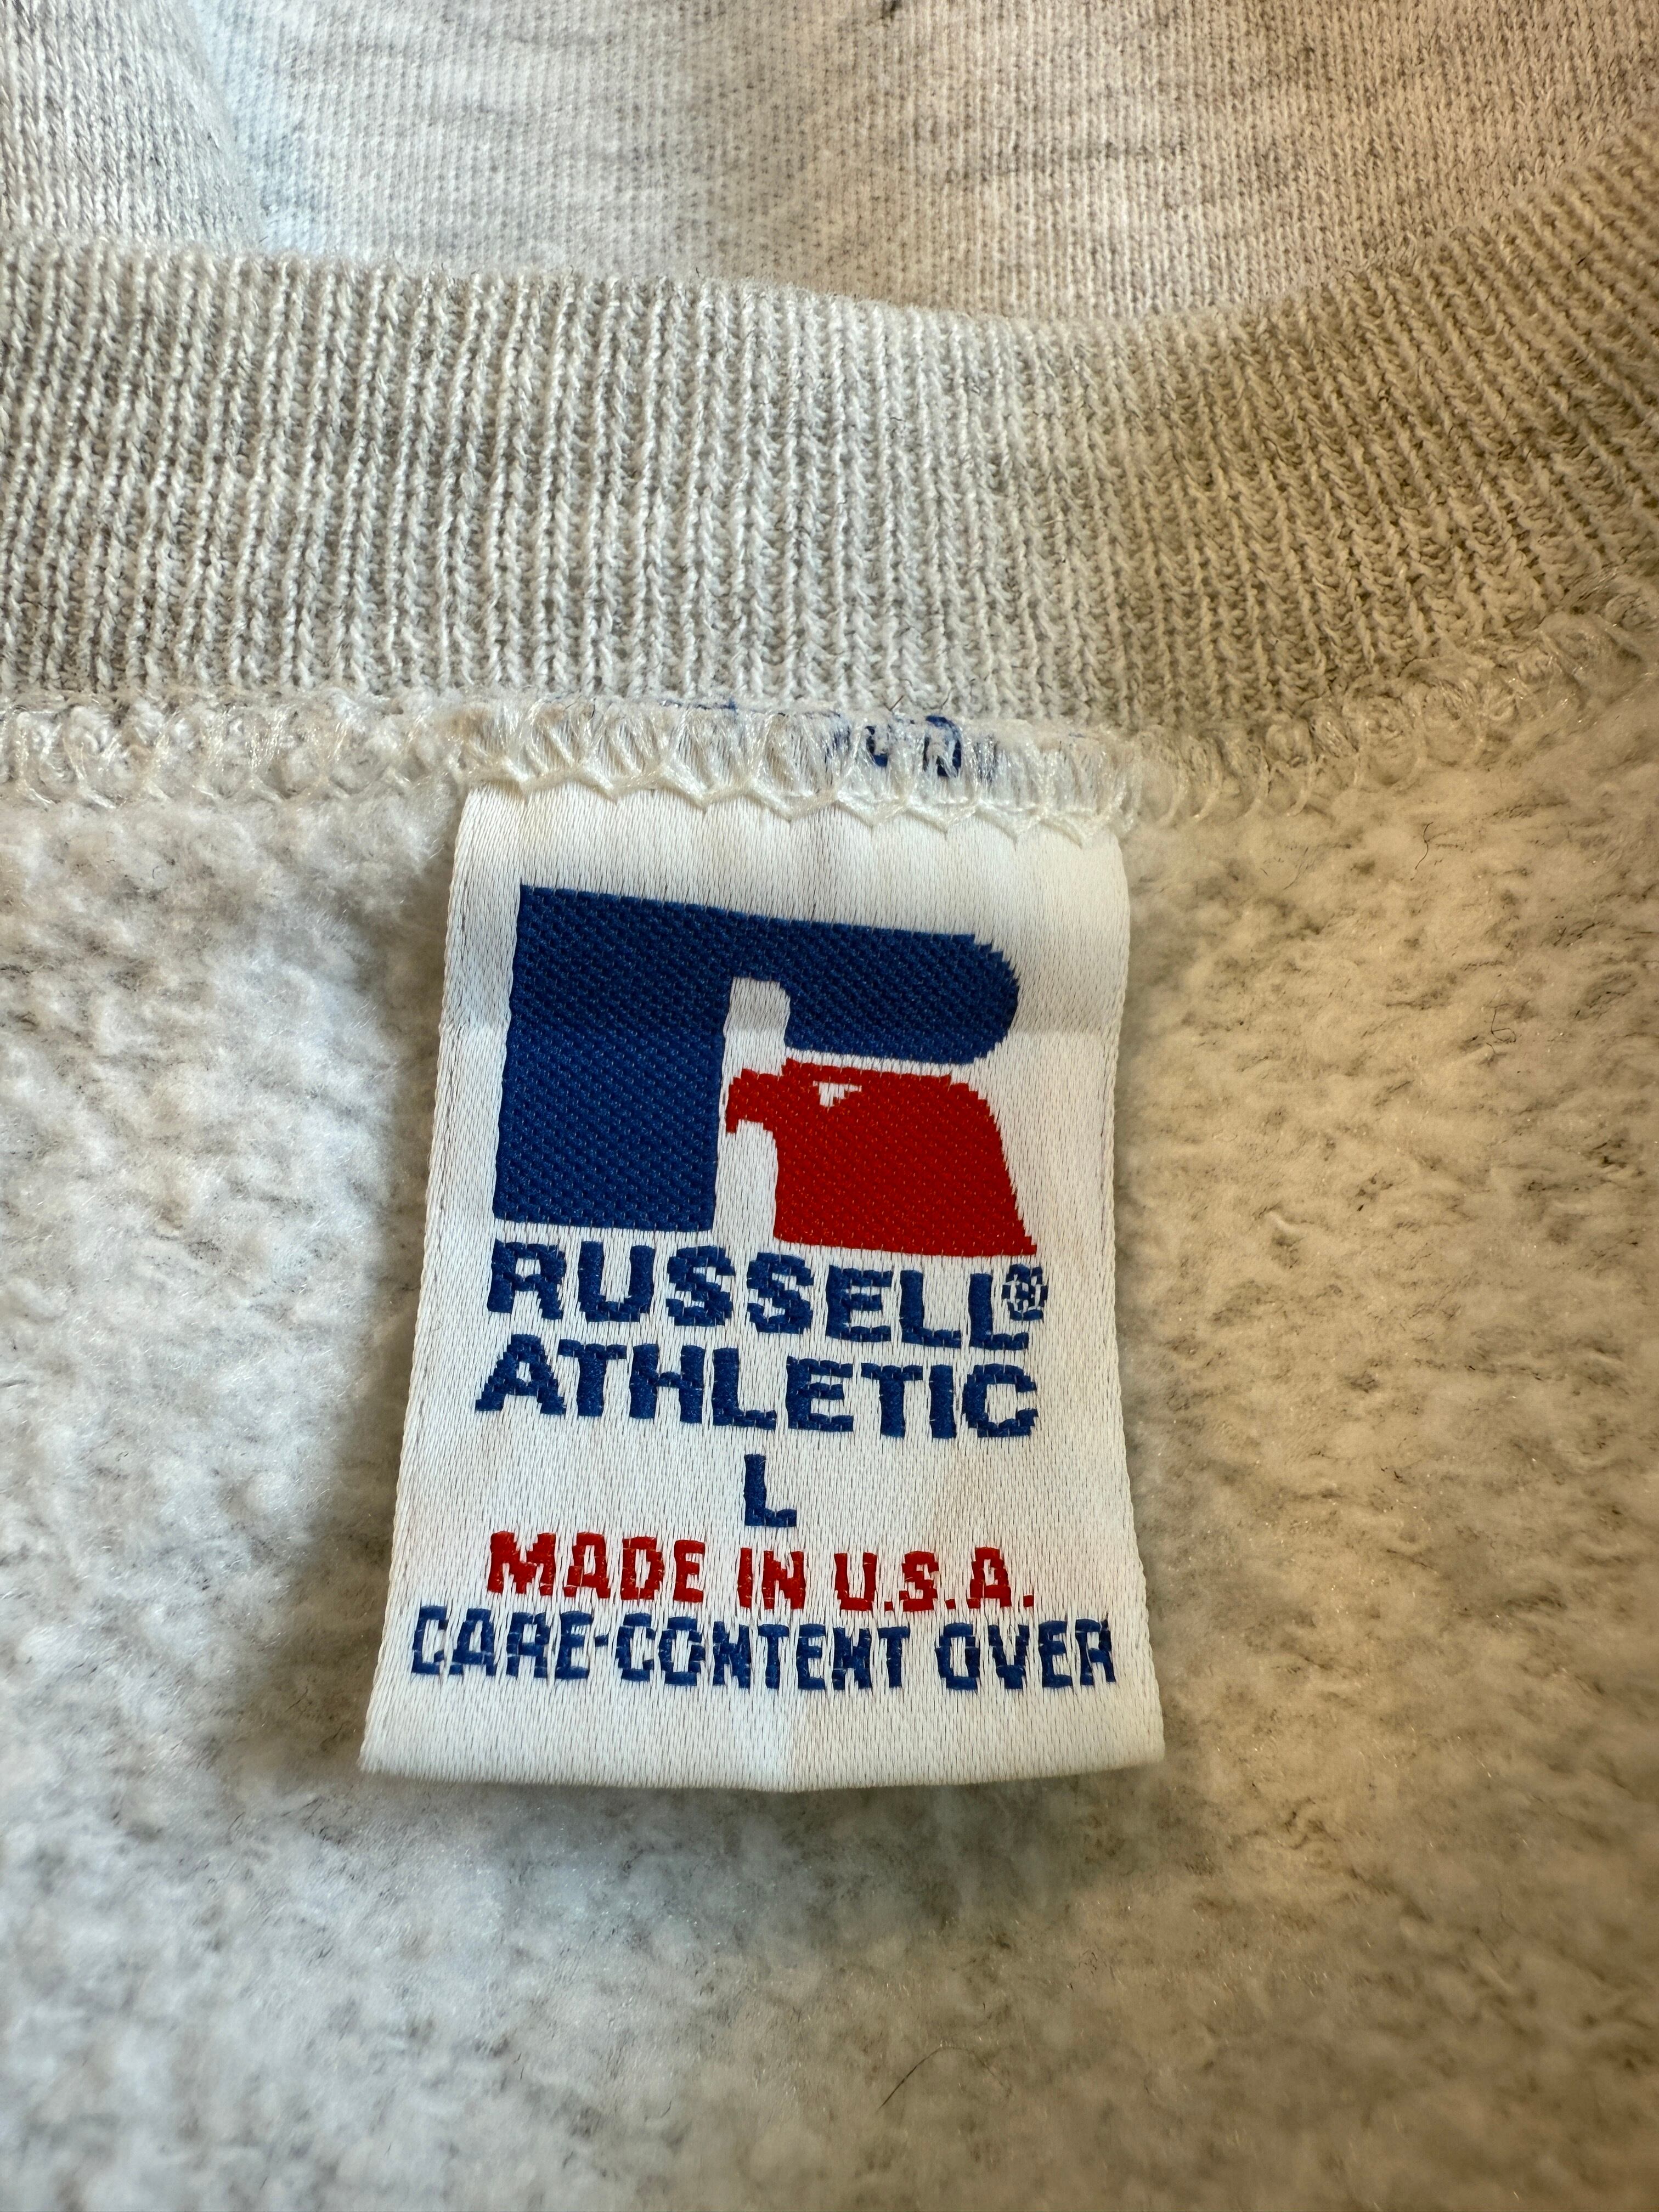 RUSSELL®
ATHLETIC
L
MADE IN U.S.A.
CARE-CONTENT OVER